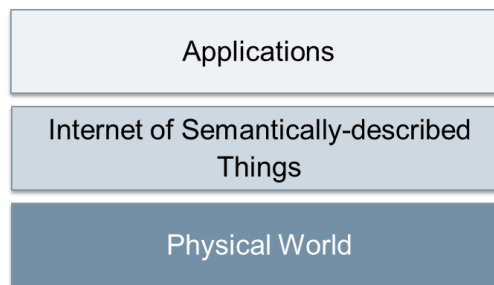 Applications
Internet of Semantically-described
Things
Physical World